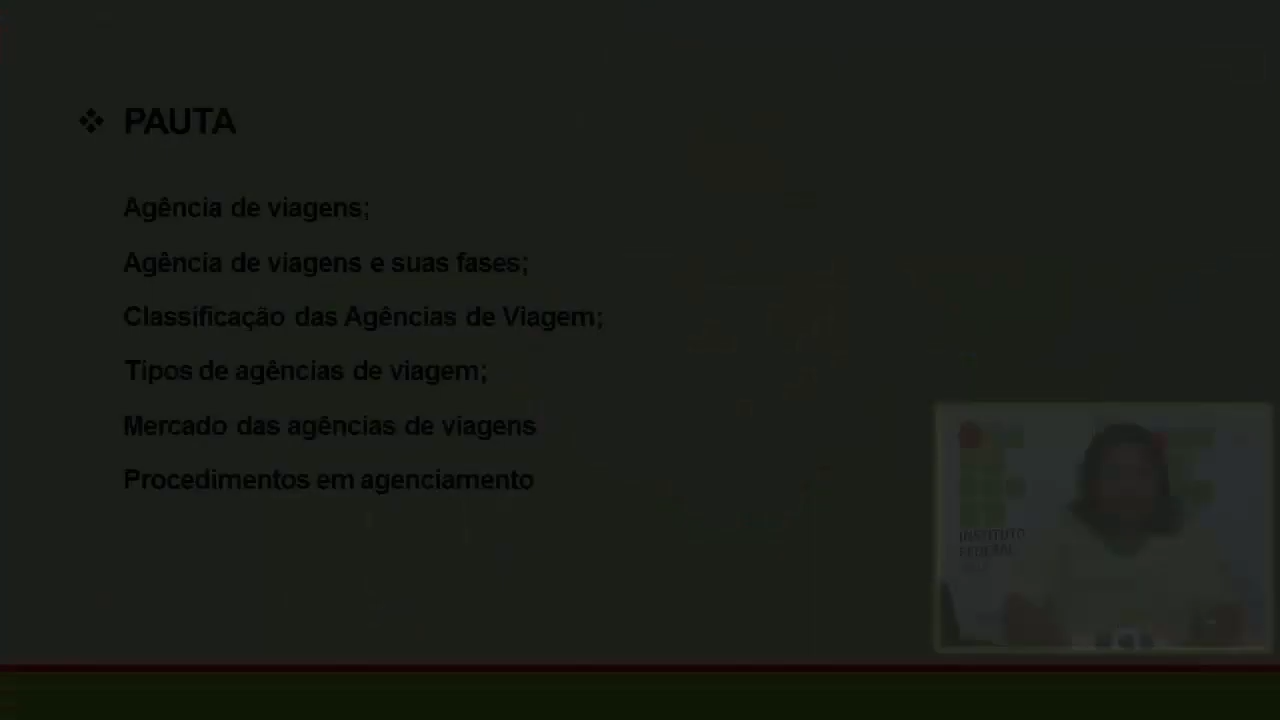 PAUTA
Agência de viagens;
Agência de viagens e suas fases;
Classificação das Agências de Viagem;
Tipos de agências de viagem;
Mercado das agências de viagens
Procedimentos em agenciamento
INSTITUTO
FEDERAL